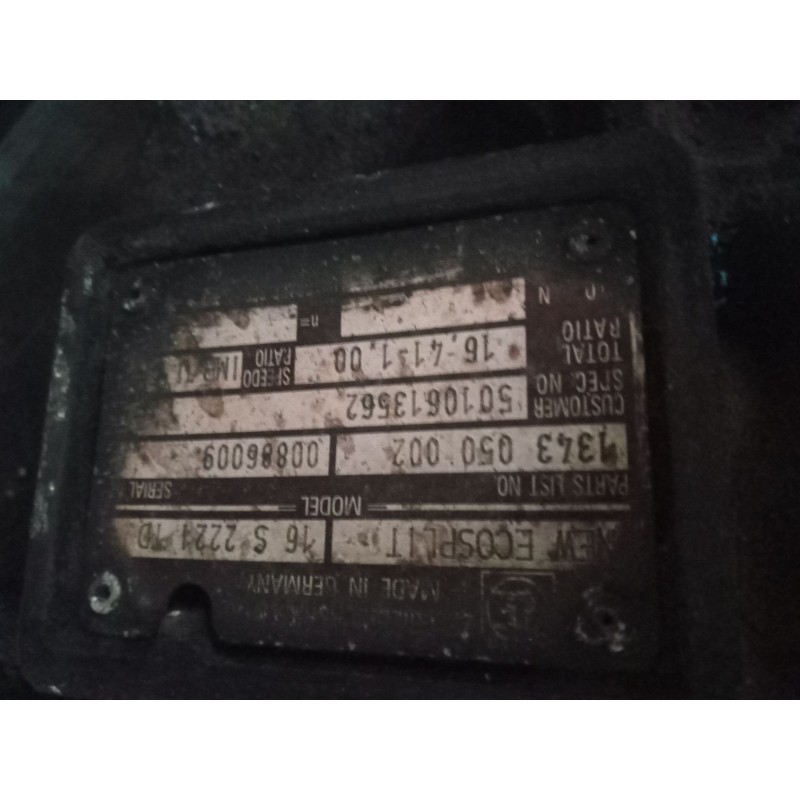 MADE IN GERMANY
NEW ECOSPLIT 16 S 2221 TD
MODEL
PARTS LIST NO. SERIAL
1343 050 002 00886009
CUSTOMER SPEC. NO. 5010613562
TOTAL RATIO 16,41-1,00 SPEEDO RATIO
N n=